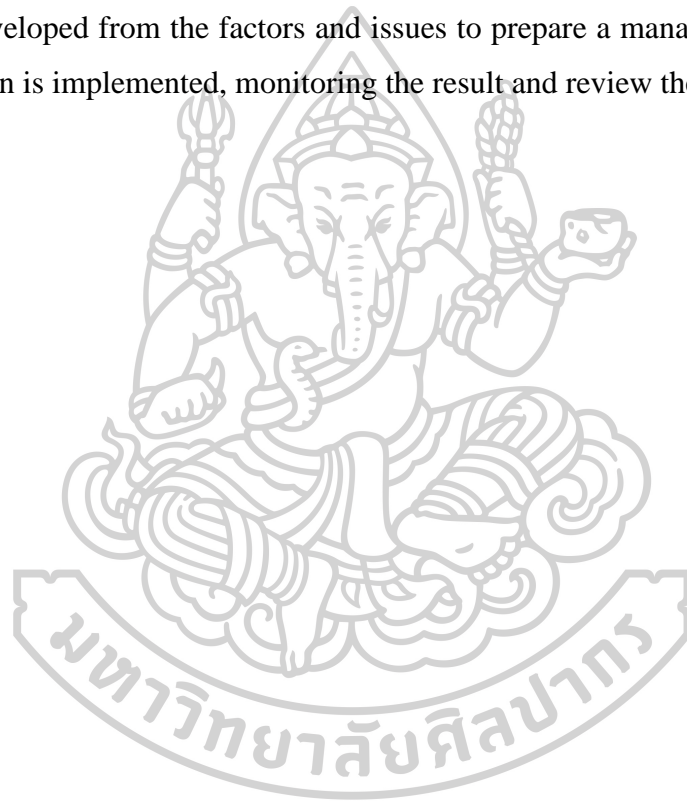 veloped from the factors and issues to prepare a mana
n is implemented, monitoring the result and review the
มหาวิทยาลัยศิลปากร